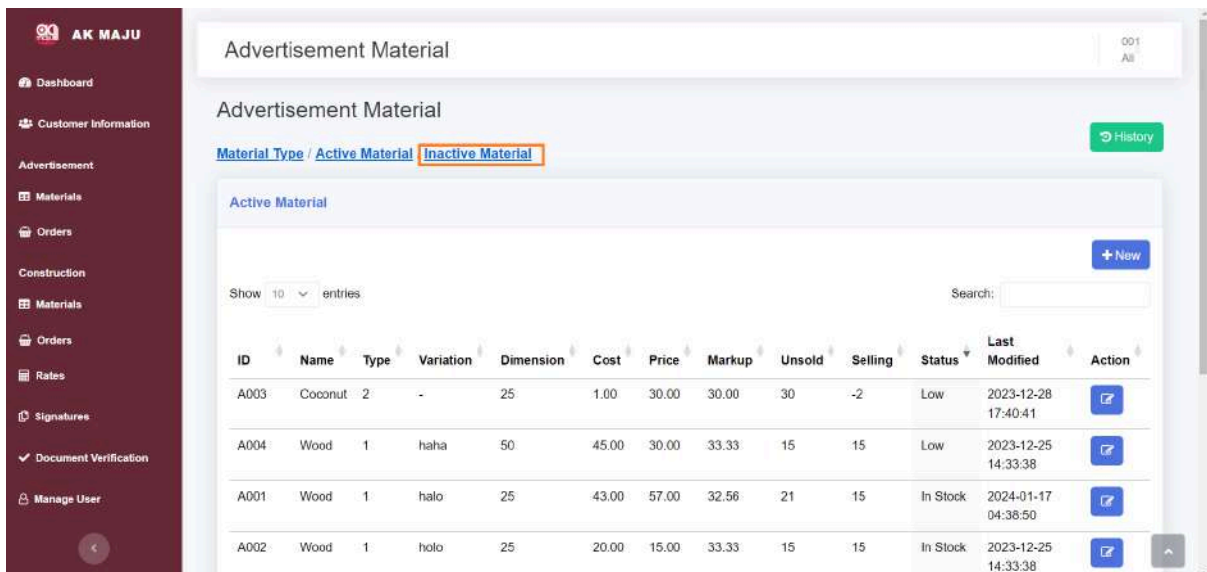 AK MAJU
Dashboard
Customer Information
Advertisement
Materials
Orders
Construction
Materials
Orders
Rates
Signatures
Document Verification
Manage User
Advertisement Material
001
All
Advertisement Material
History
Material Type / Active Material / Inactive Material
Active Material
+ New
Show 10 entries
Search:
ID Name Type Variation Dimension Cost Price Markup Unsold Selling Status Last Modified Action
A003 Coconut 2 - 25 1.00 30.00 30.00 30 -2 Low 2023-12-28 17:40:41
A004 Wood 1 haha 50 45.00 30.00 33.33 15 15 Low 2023-12-25 14:33:38
A001 Wood 1 halo 25 43.00 57.00 32.56 21 15 In Stock 2024-01-17 04:38:50
A002 Wood 1 holo 25 20.00 15.00 33.33 15 15 In Stock 2023-12-25 14:33:38